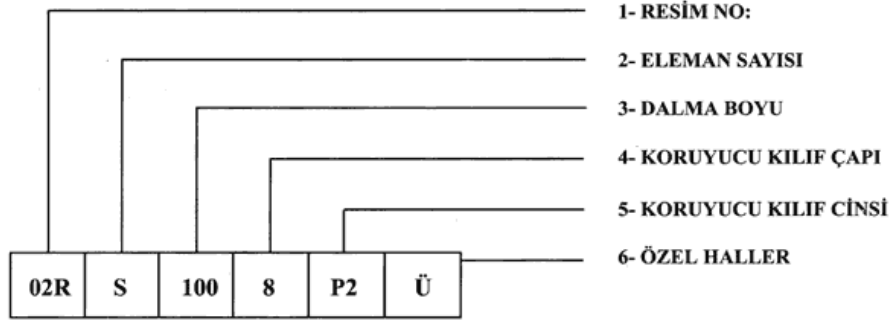 1- RESİM NO:
2- ELEMAN SAYISI
3- DALMA BOYU
4- KORUYUCU KILIF ÇAPI
5- KORUYUCU KILIF CİNSİ
6- ÖZEL HALLER
02R S 100 8 P2 Ü